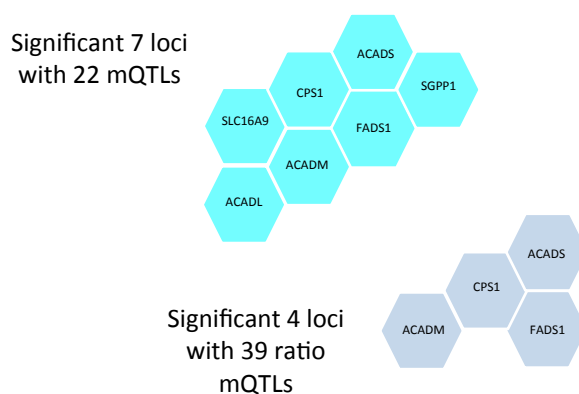 Significant 7 loci
with 22 mQTLs
ACADS
CPS1
SGPP1
SLC16A9
FADS1
ACADM
ACADL
Significant 4 loci
with 39 ratio
mQTLs
ACADS
CPS1
ACADM
FADS1